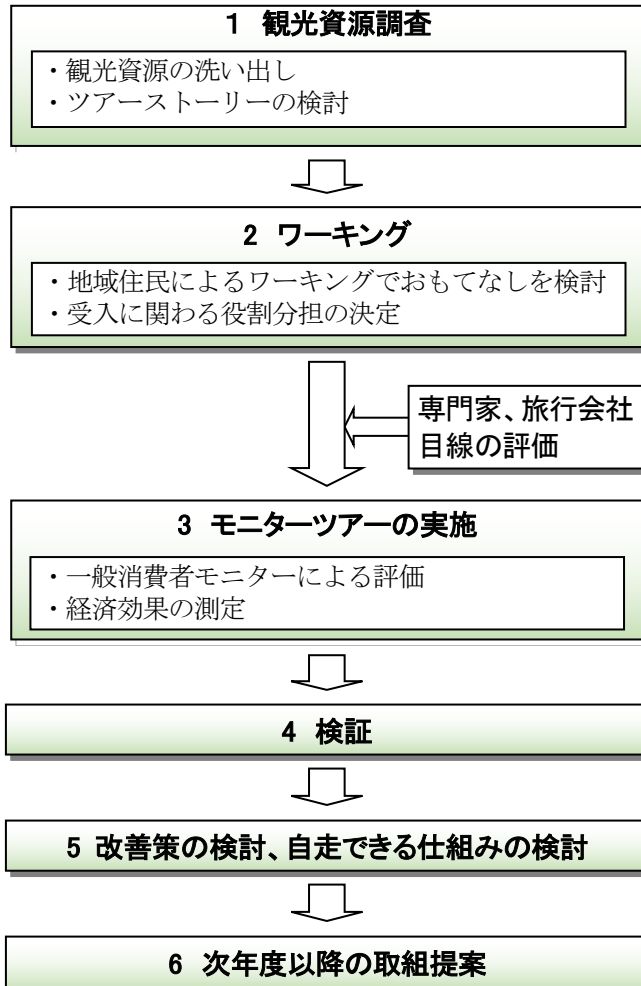 1 観光資源調査
・観光資源の洗い出し
・ツアーストーリーの検討
2 ワーキング
・地域住民によるワーキングでおもてなしを検討
・受入に関わる役割分担の決定
専門家、旅行会社
目線の評価
3 モニターツアーの実施
・一般消費者モニターによる評価
・経済効果の測定
4 検証
5 改善策の検討、自走できる仕組みの検討
6 次年度以降の取組提案